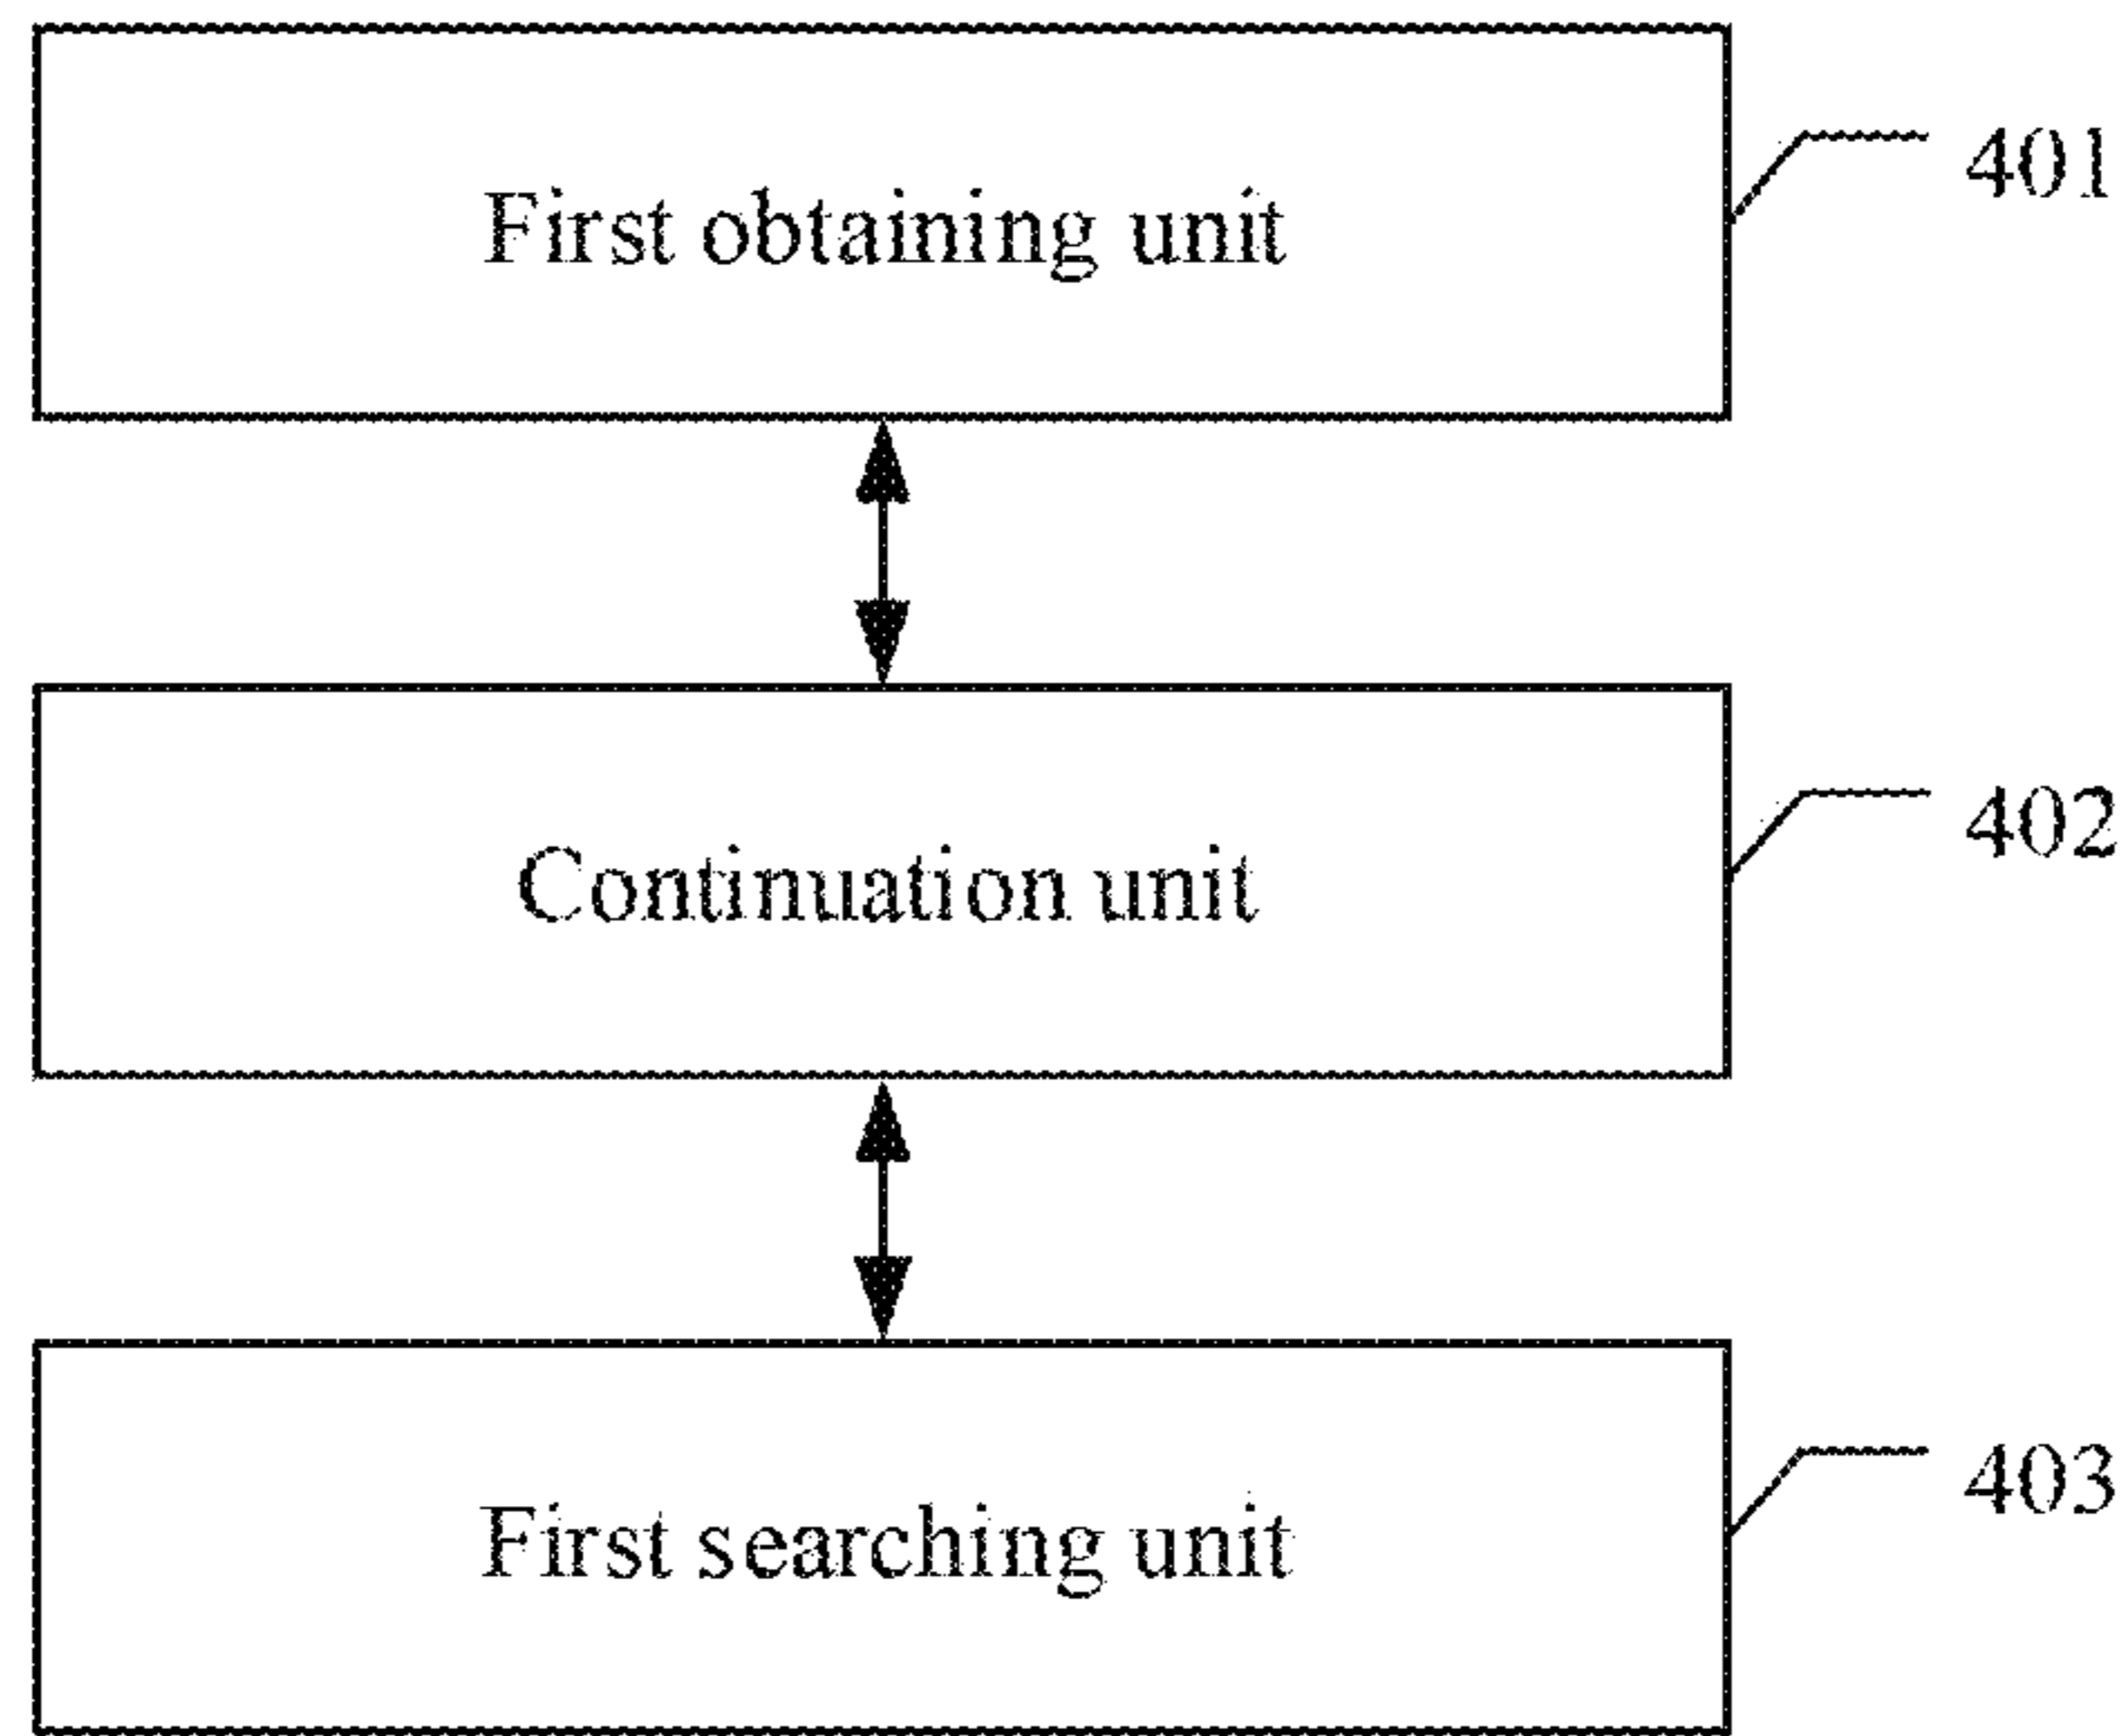 First obtaining unit
401
Continuation unit
402
First searching unit
403